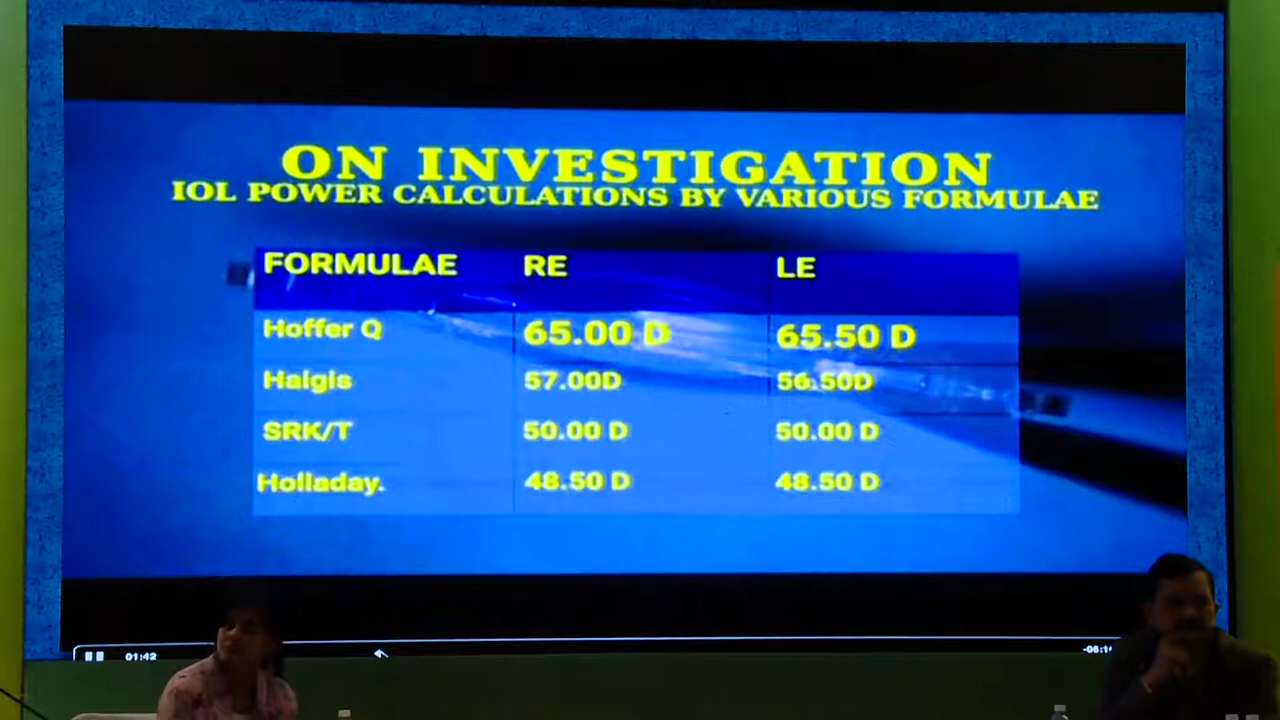 ON INVESTIGATION
IOL POWER CALCULATIONS BY VARIOUS FORMULAE
FORMULAE RE LE
Hoffer Q 65.00 D 65.50 D
Haigis 57.00D 56.50D
SRK/T 50.00 D 50.00 D
Holladay. 48.50 D 48.50 D
01:42